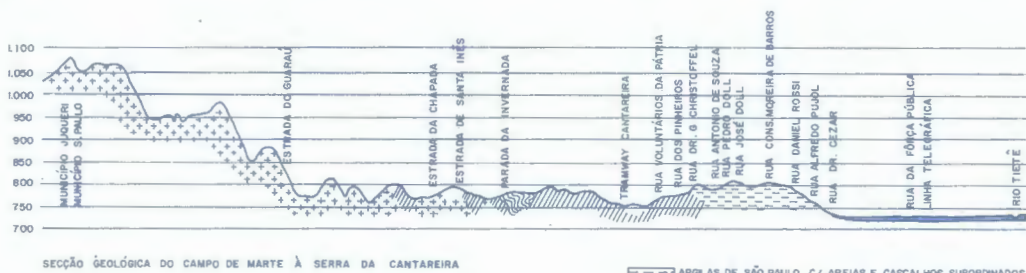 1.100
1.050
1.000
950
900
850
800
750
700
MUNICÍPIO JUQUERI
MUNICÍPIO S. PAULO
ESTRADA DO GUARAÚ
ESTRADA DA CHAPADA
ESTRADA DE SANTA INÊS
PARADA DA INVERNADA
TRAMWAY CANTAREIRA
RUA VOLUNTÁRIOS DA PÁTRIA
RUA DOS PINHEIROS
RUA DR. G CHRISTOFFEL
RUA ANTONIO DE SOUZA
RUA PEDRO DOLL
RUA JOSÉ DOLL
RUA CONS. MOREIRA DE BARROS
RUA DANIEL ROSSI
RUA ALFREDO PUJOL
RUA DR. CEZAR
RUA DA FÔRÇA PÚBLICA
LINHA TELEGRÁFICA
RIO TIETÊ
SECÇÃO GEOLÓGICA DO CAMPO DE MARTE À SERRA DA CANTAREIRA
ARGILAS DE SÃO PAULO, C/ AREIAS E CASCALHOS SUBORDINADOS